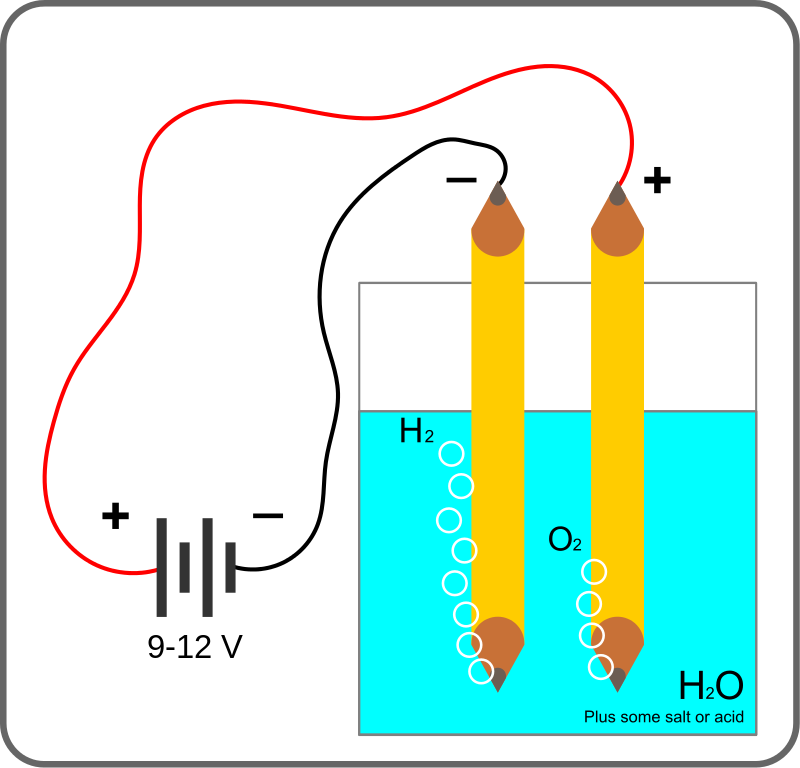 − +
H₂
+ −
O₂
9-12 V
H₂O
Plus some salt or acid